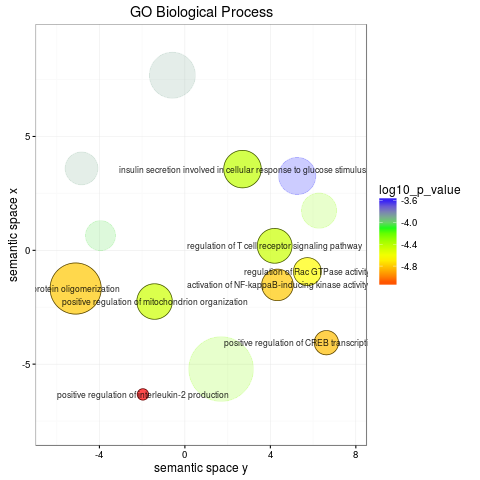 GO Biological Process
log10_p_value
-3.6
-4.0
-4.4
-4.8
semantic space x
5
0
-5
insulin secretion involved in cellular response to glucose stimulus
regulation of T cell receptor signaling pathway
regulation of Rac GTPase activity
activation of NF-kappaB-inducing kinase activity
rotein oligomerization
positive regulation of mitochondrion organization
positive regulation of CREB transcripti
positive regulation of interleukin-2 production
-4
0
4
8
semantic space y